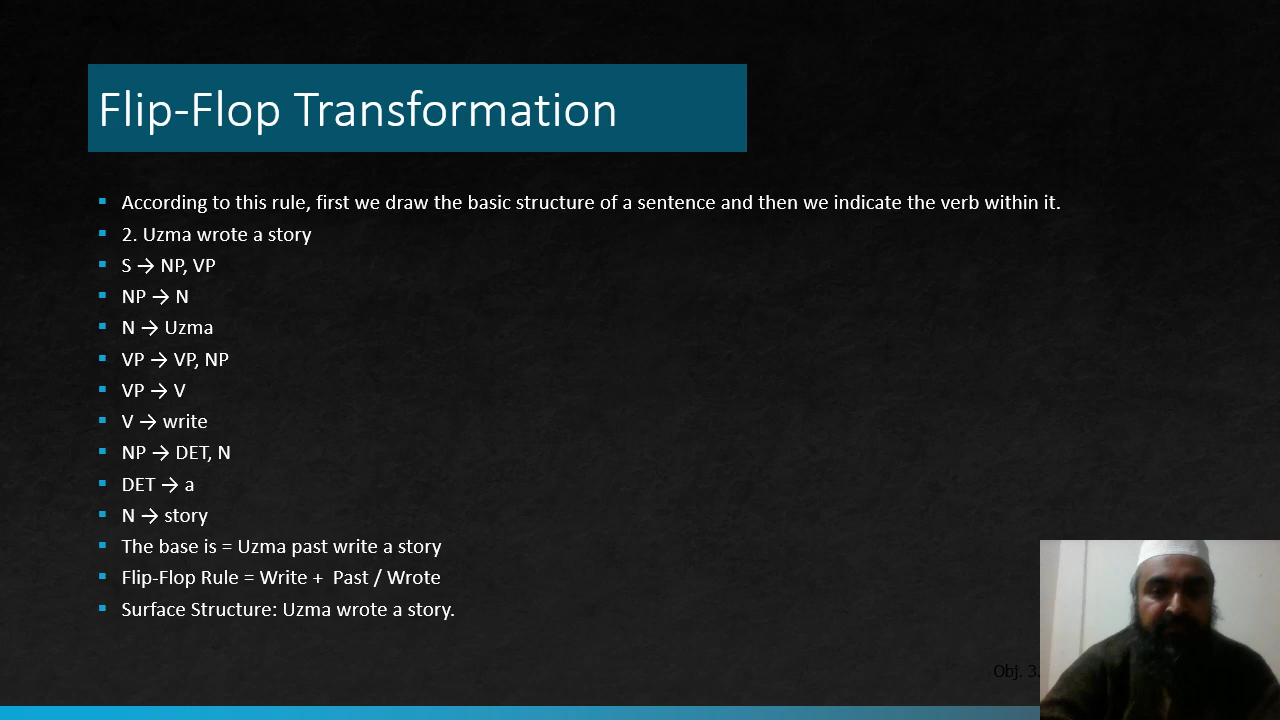 Flip-Flop Transformation
According to this rule, first we draw the basic structure of a sentence and then we indicate the verb within it.
2. Uzma wrote a story
S → NP, VP
NP → N
N → Uzma
VP → VP, NP
VP → V
V → write
NP → DET, N
DET → a
N → story
The base is = Uzma past write a story
Flip-Flop Rule = Write + Past / Wrote
Surface Structure: Uzma wrote a story.
Obj. 3.